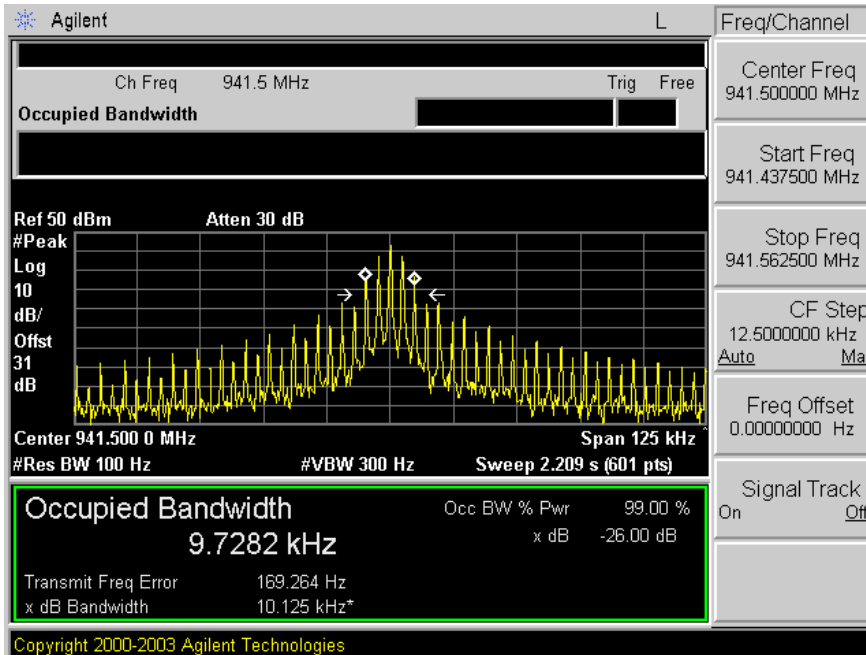 Agilent L Freq/Channel
Ch Freq 941.5 MHz Trig Free
Occupied Bandwidth
Center Freq
941.500000 MHz
Start Freq
941.437500 MHz
Stop Freq
941.562500 MHz
CF Step
12.5000000 kHz
Auto Ma
Freq Offset
0.00000000 Hz
Signal Track
On Off
Ref 50 dBm Atten 30 dB
#Peak
Log
10
dB/
Offst
31
dB
Center 941.500 0 MHz Span 125 kHz
#Res BW 100 Hz #VBW 300 Hz Sweep 2.209 s (601 pts)
Occupied Bandwidth Occ BW % Pwr 99.00 %
9.7282 kHz x dB -26.00 dB
Transmit Freq Error 169.264 Hz
x dB Bandwidth 10.125 kHz*
Copyright 2000-2003 Agilent Technologies